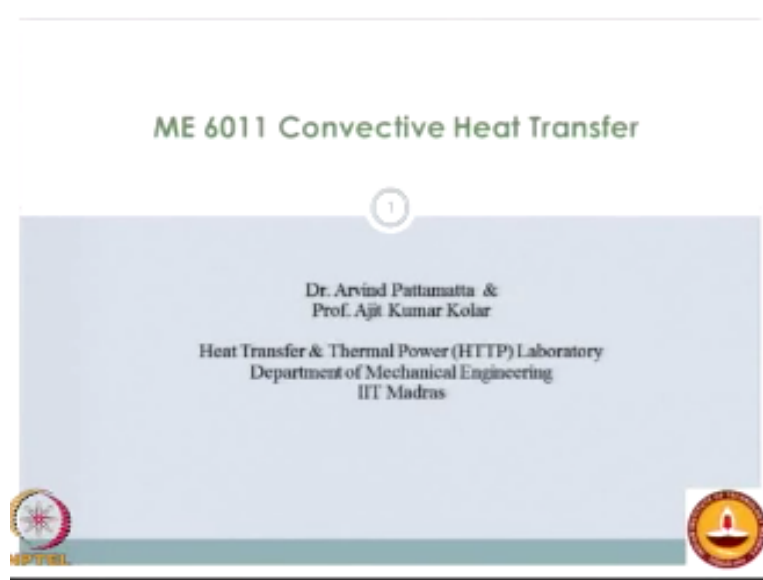 ME 6011 Convective Heat Transfer
1
Dr. Arvind Pattamatta &
Prof. Ajit Kumar Kolar
Heat Transfer & Thermal Power (HTTP) Laboratory
Department of Mechanical Engineering
IIT Madras
NPTEL